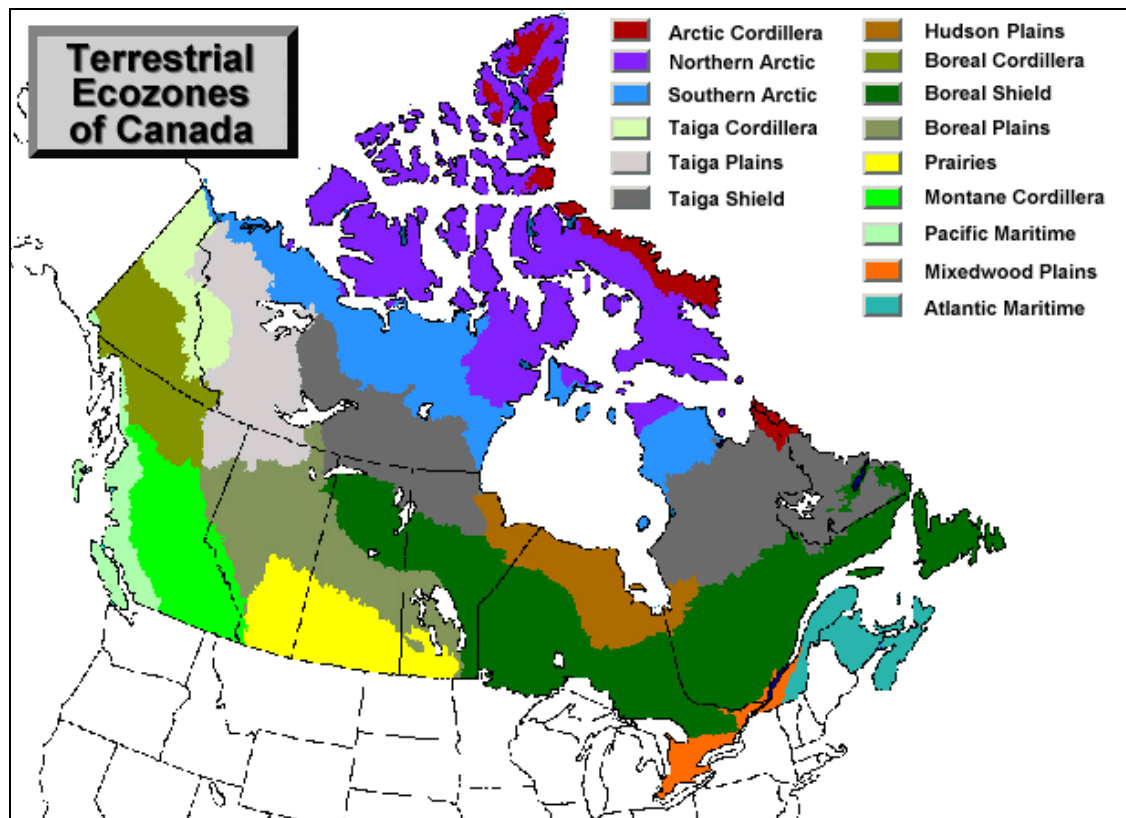 Terrestrial
Ecozones
of Canada
Arctic Cordillera
Northern Arctic
Southern Arctic
Taiga Cordillera
Taiga Plains
Taiga Shield
Hudson Plains
Boreal Cordillera
Boreal Shield
Boreal Plains
Prairies
Montane Cordillera
Pacific Maritime
Mixedwood Plains
Atlantic Maritime